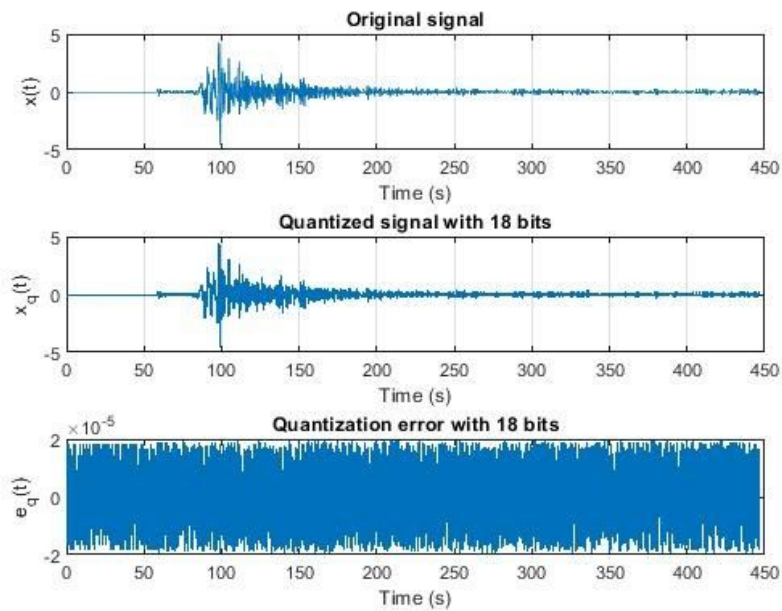 Original signal
5
0
-5
x(t)
0 50 100 150 200 250 300 350 400 450
Time (s)
Quantized signal with 18 bits
5
0
-5
x_q(t)
0 50 100 150 200 250 300 350 400 450
Time (s)
×10^-5
Quantization error with 18 bits
2
0
-2
e_q(t)
0 50 100 150 200 250 300 350 400 450
Time (s)